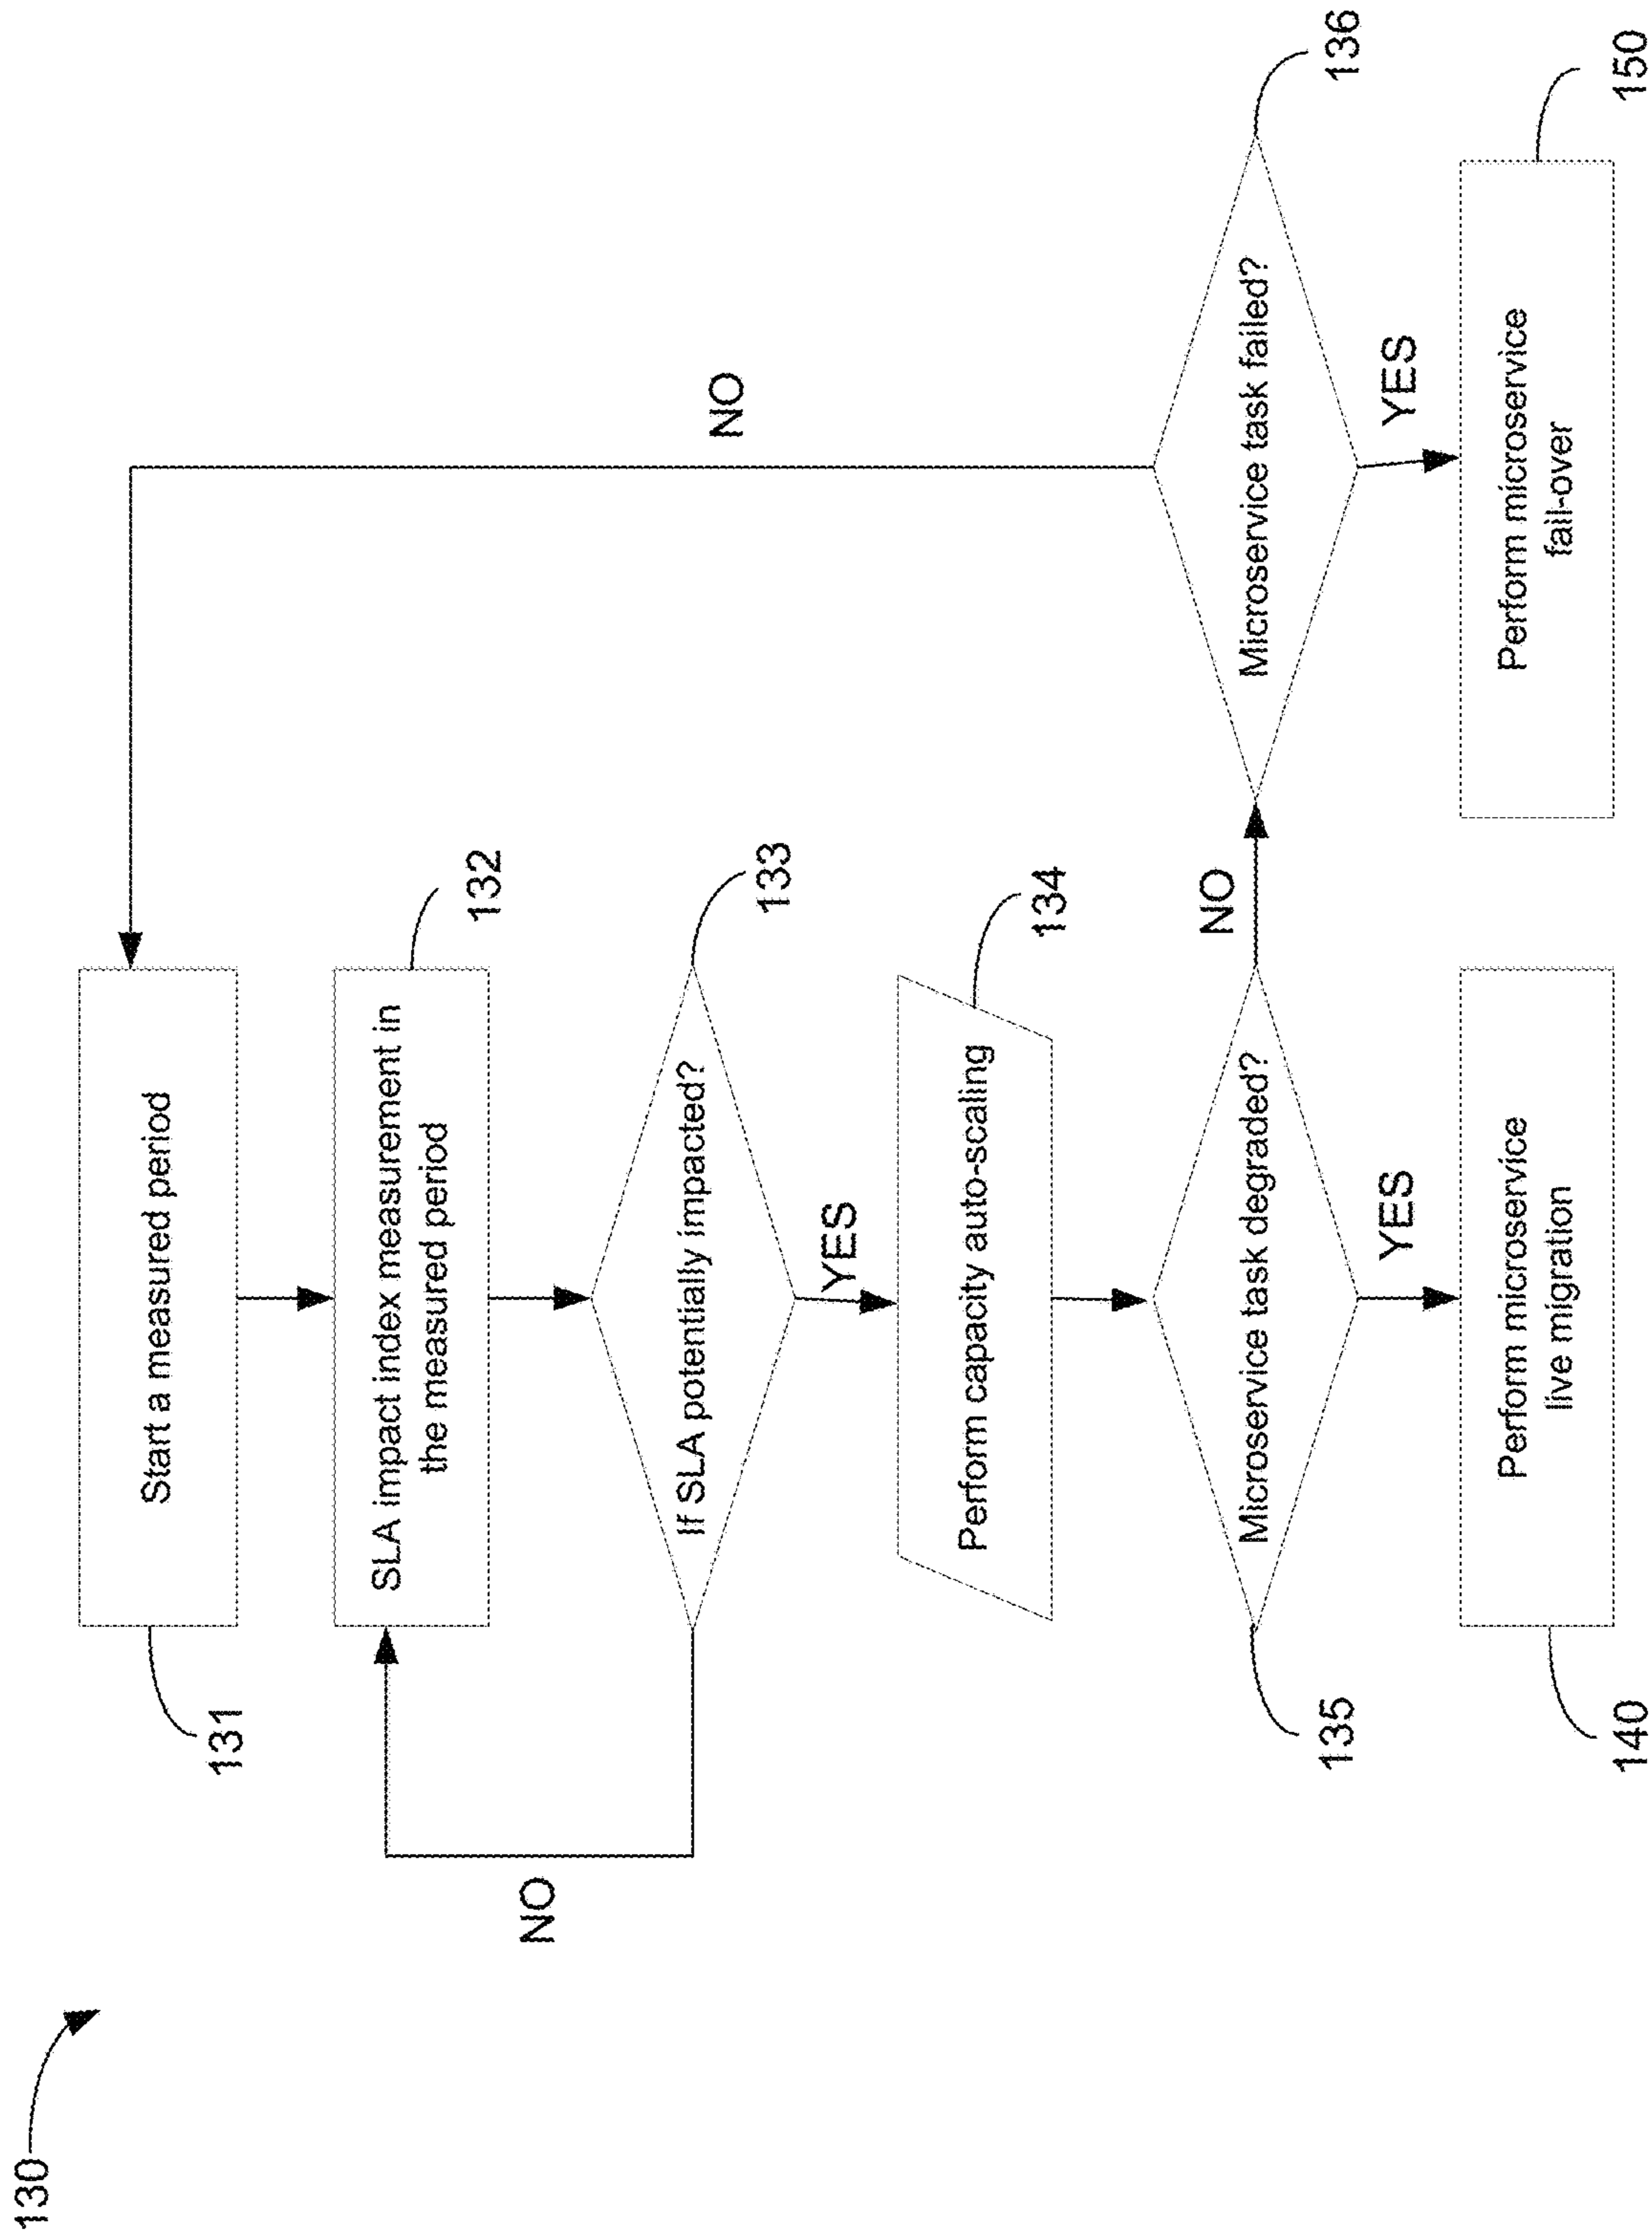 130
131
Start a measured period
132
SLA impact index measurement in
the measured period
NO
133
If SLA potentially impacted?
YES
134
Perform capacity auto-scaling
135
Microservice task degraded?
NO
YES
140
Perform microservice
live migration
NO
136
Microservice task failed?
YES
150
Perform microservice
fail-over